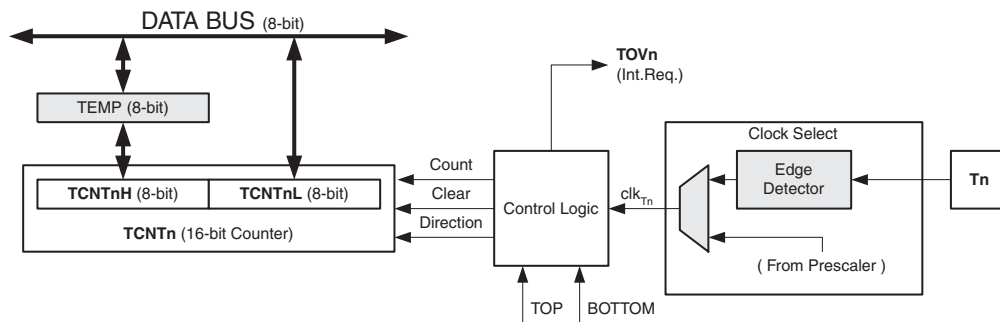 DATA BUS (8-bit)
TEMP (8-bit)
TCNTnH (8-bit) TCNTnL (8-bit)
TCNTn (16-bit Counter)
Count
Clear
Direction
Control Logic
TOVn
(Int.Req.)
TOP
BOTTOM
clkTn
Clock Select
Edge
Detector
( From Prescaler )
Tn